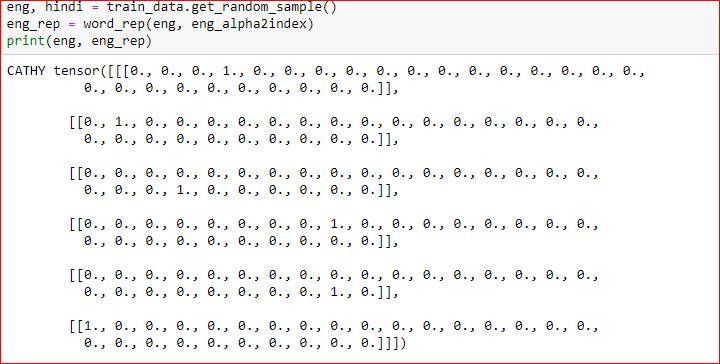 eng, hindi = train_data.get_random_sample()
eng_rep = word_rep(eng, eng_alpha2index)
print(eng, eng_rep)
CATHY tensor([[[0., 0., 0., 1., 0., 0., 0., 0., 0., 0., 0., 0., 0., 0., 0., 0., 0.,
0., 0., 0., 0., 0., 0., 0., 0., 0., 0.]],
[[0., 1., 0., 0., 0., 0., 0., 0., 0., 0., 0., 0., 0., 0., 0., 0., 0.,
0., 0., 0., 0., 0., 0., 0., 0., 0., 0.]],
[[0., 0., 0., 0., 0., 0., 0., 0., 0., 0., 0., 0., 0., 0., 0., 0., 0.,
0., 0., 0., 1., 0., 0., 0., 0., 0., 0.]],
[[0., 0., 0., 0., 0., 0., 0., 0., 1., 0., 0., 0., 0., 0., 0., 0., 0.,
0., 0., 0., 0., 0., 0., 0., 0., 0., 0.]],
[[0., 0., 0., 0., 0., 0., 0., 0., 0., 0., 0., 0., 0., 0., 0., 0., 0.,
0., 0., 0., 0., 0., 0., 0., 0., 1., 0.]],
[[1., 0., 0., 0., 0., 0., 0., 0., 0., 0., 0., 0., 0., 0., 0., 0., 0.,
0., 0., 0., 0., 0., 0., 0., 0., 0., 0.]]])